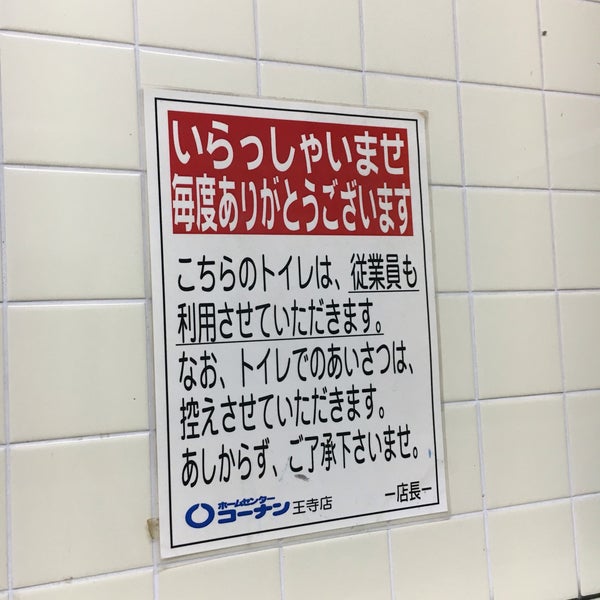 いらっしゃいませ
毎度ありがとうございます
こちらのトイレは、従業員も
利用させていただきます。
なお、トイレでのあいさつは、
控えさせていただきます。
あしからず、ご了承下さいませ。
ー店長ー
ホームセンター
コーナン 王寺店